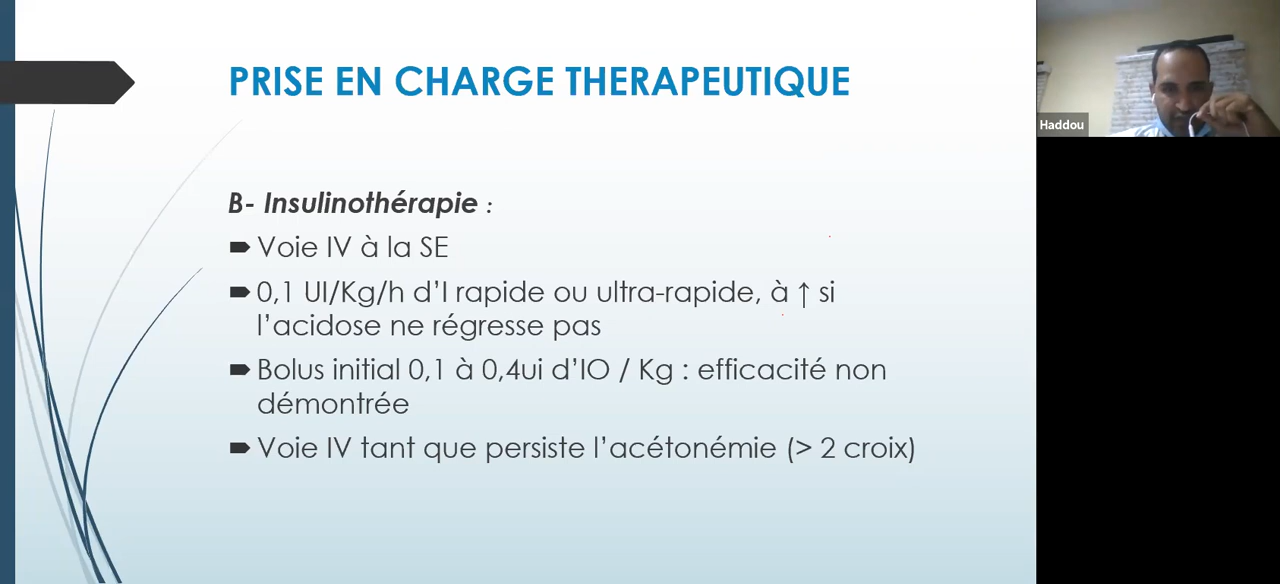 PRISE EN CHARGE THERAPEUTIQUE
Haddou
B- Insulinothérapie :
Voie IV à la SE
0,1 UI/Kg/h d’I rapide ou ultra-rapide, à ↑ si
l’acidose ne régresse pas
Bolus initial 0,1 à 0,4ui d’IO / Kg : efficacité non
démontrée
Voie IV tant que persiste l’acétonémie (> 2 croix)